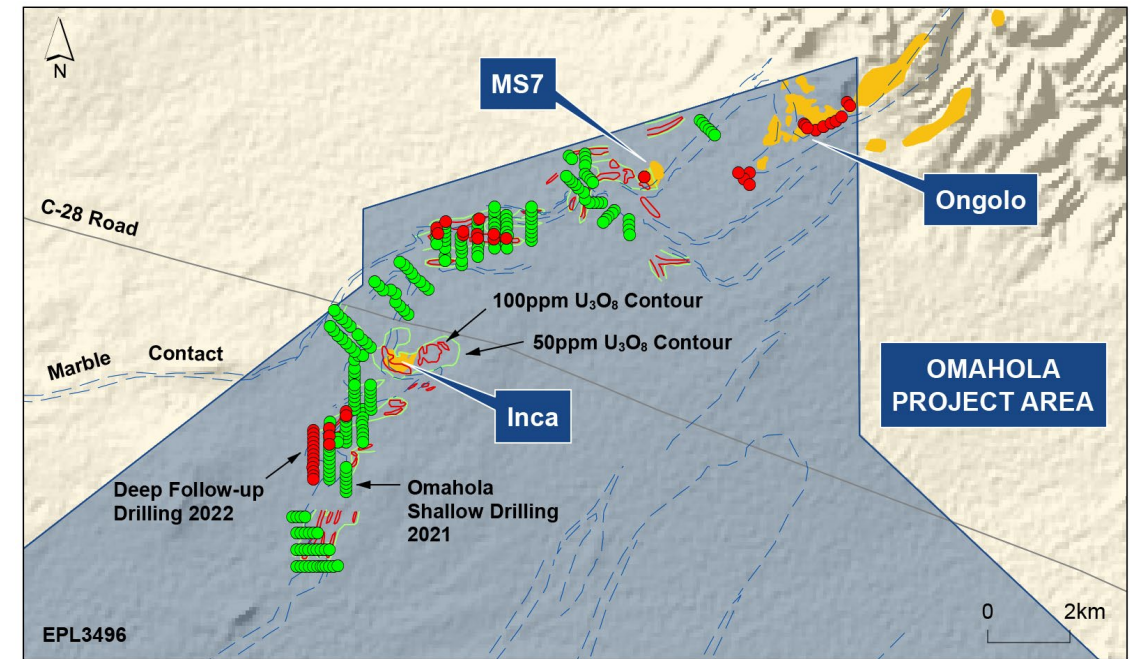 N
MS7
Ongolo
C-28 Road
100ppm U₃O₈ Contour
50ppm U₃O₈ Contour
Marble Contact
OMAHOLA
PROJECT AREA
Inca
Deep Follow-up
Drilling 2022
Omahola
Shallow Drilling
2021
0 2km
EPL3496